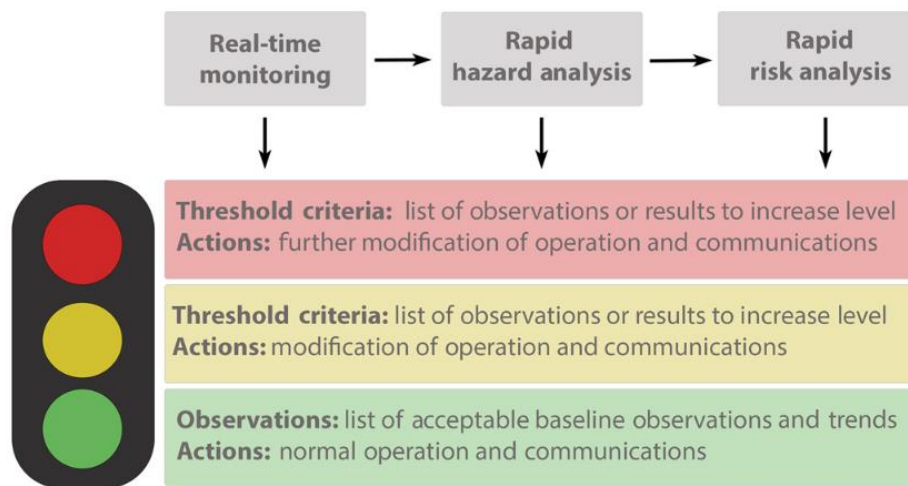 Real-time
monitoring
Rapid
hazard analysis
Rapid
risk analysis
Threshold criteria: list of observations or results to increase level
Actions: further modification of operation and communications
Threshold criteria: list of observations or results to increase level
Actions: modification of operation and communications
Observations: list of acceptable baseline observations and trends
Actions: normal operation and communications